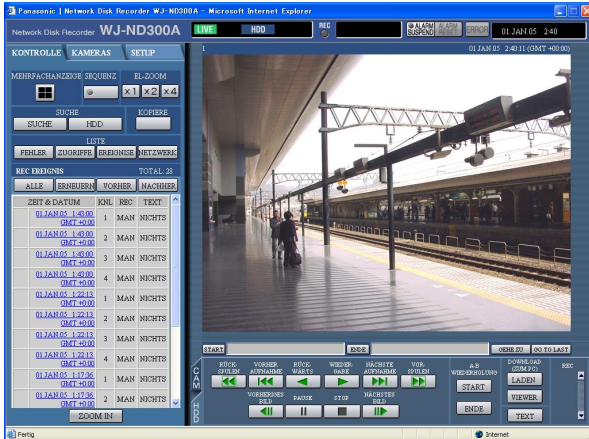 Panasonic | Network Disk Recorder WJ-ND300A - Microsoft Internet Explorer
Network Disk Recorder WJ-ND300A
LIVE HDD REC ALARM SUSPEND ALARM RESET ERROR 01.JAN.05 2:40
KONTROLLE KAMERAS SETUP
1 01.JAN.05 2:40:11 (GMT +00:00)
MEHRFACHANZEIGE SEQUENZ EL-ZOOM
x1 x2 x4
SUCHE KOPIERE
SUCHE HDD
LISTE
FEHLER ZUGRIFFE EREIGNISE NETZWERK
REC EREIGNIS TOTAL: 28
ALLE ERNEUERN VORHER NACHHER
ZEIT & DATUM KNL REC TEXT
01.JAN.05 1:43:00 GMT +0:00 1 MAN NICHTS
01.JAN.05 1:43:00 GMT +0:00 2 MAN NICHTS
01.JAN.05 1:43:00 GMT +0:00 3 MAN NICHTS
01.JAN.05 1:43:00 GMT +0:00 4 MAN NICHTS
01.JAN.05 1:22:13 GMT +0:00 1 MAN NICHTS
01.JAN.05 1:22:13 GMT +0:00 2 MAN NICHTS
01.JAN.05 1:22:13 GMT +0:00 3 MAN NICHTS
01.JAN.05 1:22:13 GMT +0:00 4 MAN NICHTS
01.JAN.05 1:17:36 GMT +0:00 1 MAN NICHTS
01.JAN.05 1:17:36 GMT +0:00 2 MAN NICHTS
ZOOM IN
START ENDE GEHE ZU GO TO LAST
CAM
HDD
RÜCK-SPULEN VORHER. AUFNAHME RÜCK-WÄRTS WIEDER-GABE NÄCHSTE AUFNAHME VOR-SPULEN
VORHERINES BILD PAUSE STOP NÄCHSTES BILD
A-B WIEDERHOLUNG
START
ENDE
DOWNLOAD (ZUM PC)
LADEN
VIEWER
TEXT
REC
Fertig Internet